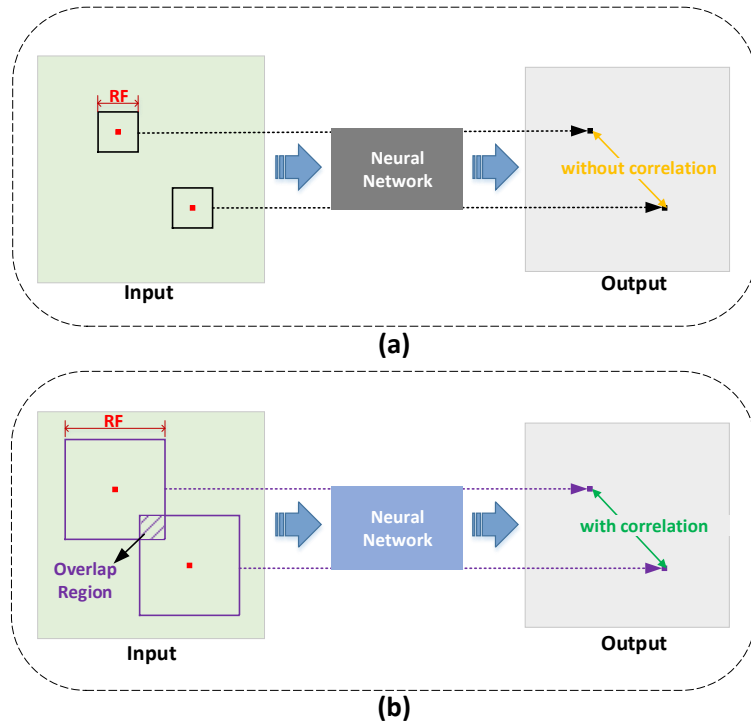 RF
Neural
Network
without correlation
Input
Output
(a)
RF
Neural
Network
with correlation
Overlap
Region
Input
Output
(b)